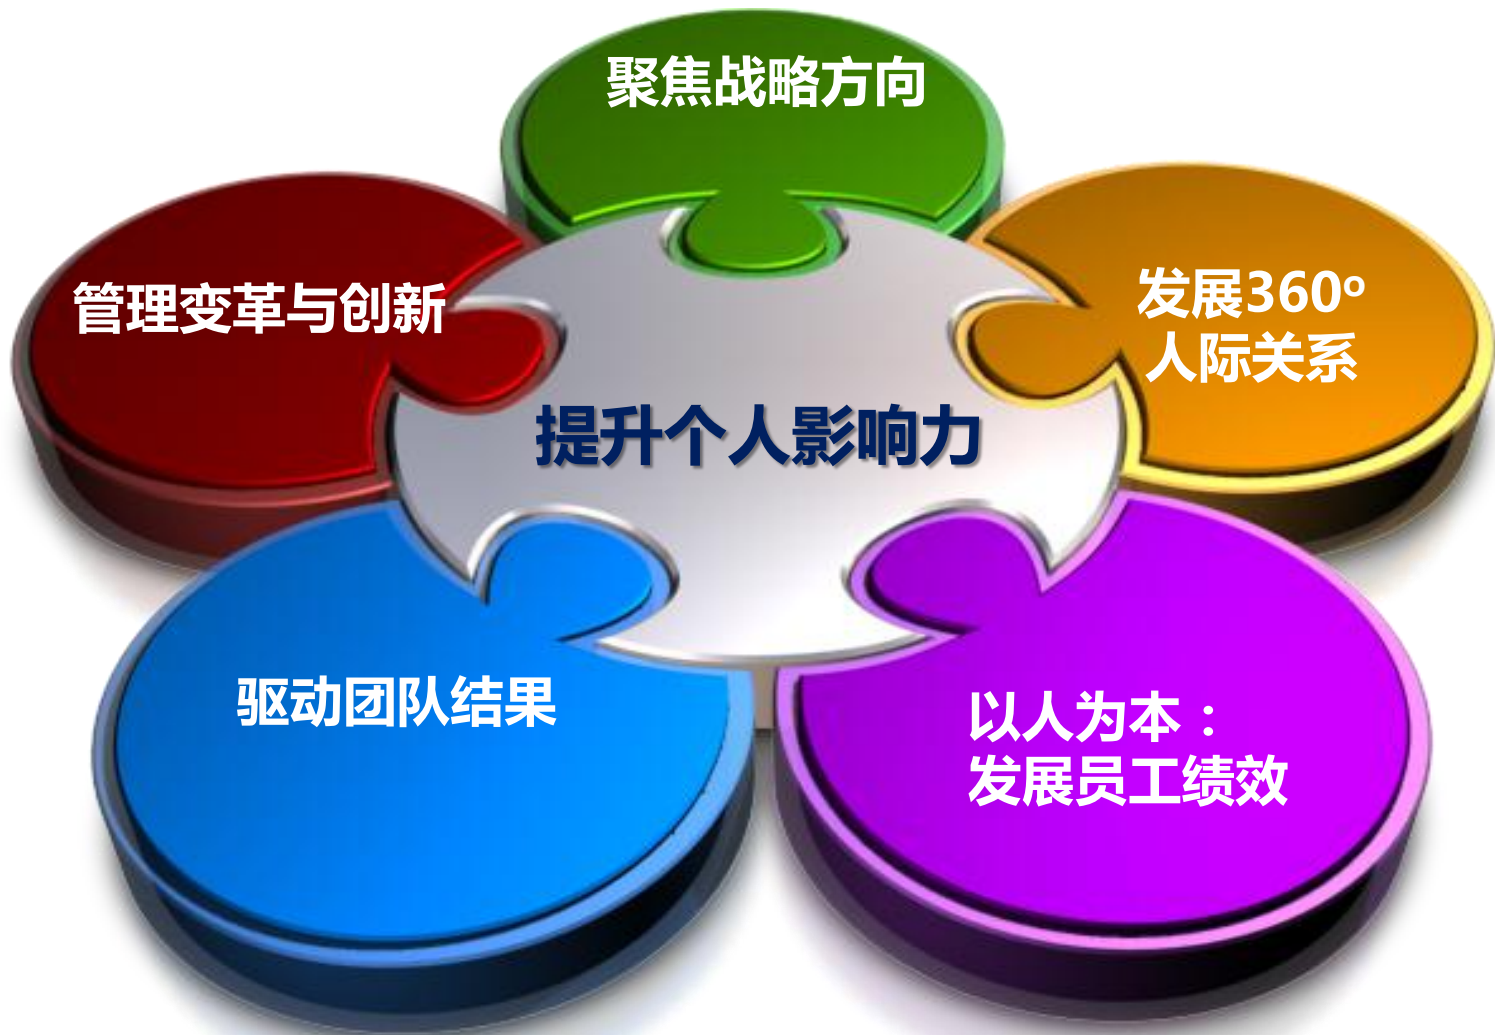 聚焦战略方向
管理变革与创新
发展360º
人际关系
提升个人影响力
驱动团队结果
以人为本：
发展员工绩效